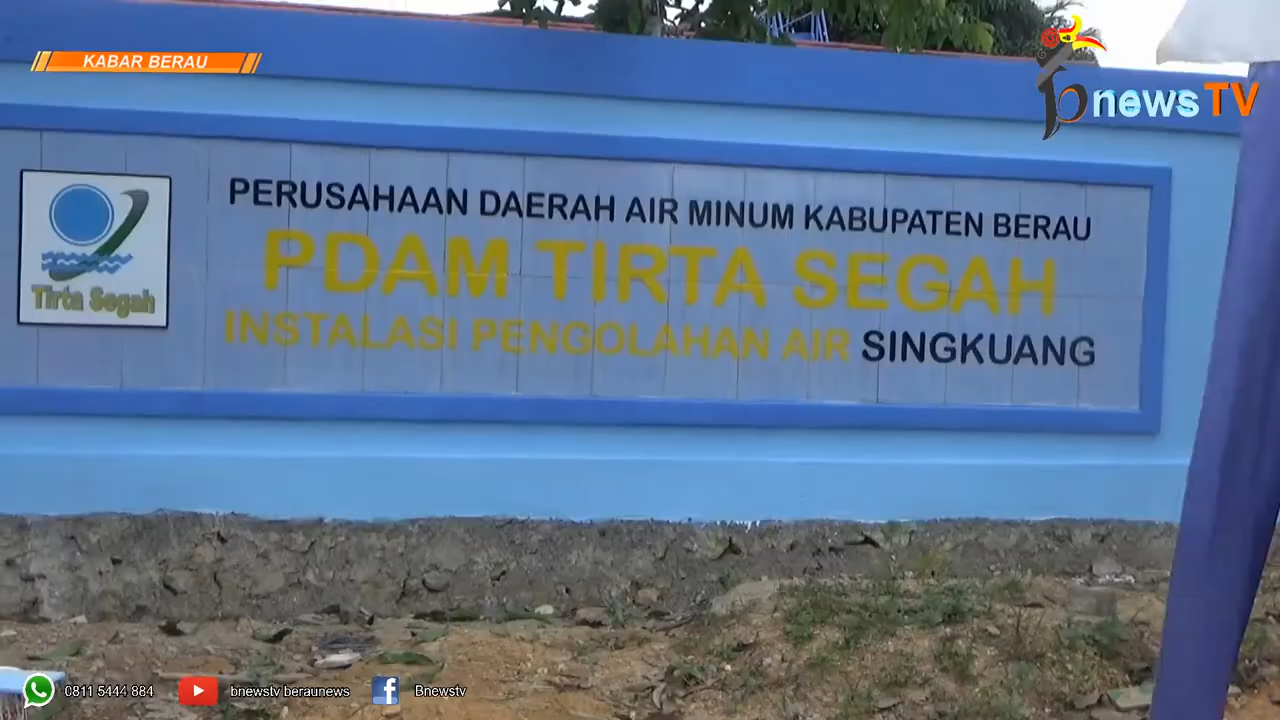 KABAR BERAU
bnewsTV
PERUSAHAAN DAERAH AIR MINUM KABUPATEN BERAU
PDAM TIRTA SEGAH
INSTALASI PENGOLAHAN AIR SINGKUANG
Tirta Segah
0811 5444 884 bnewstv beraunews Bnewstv